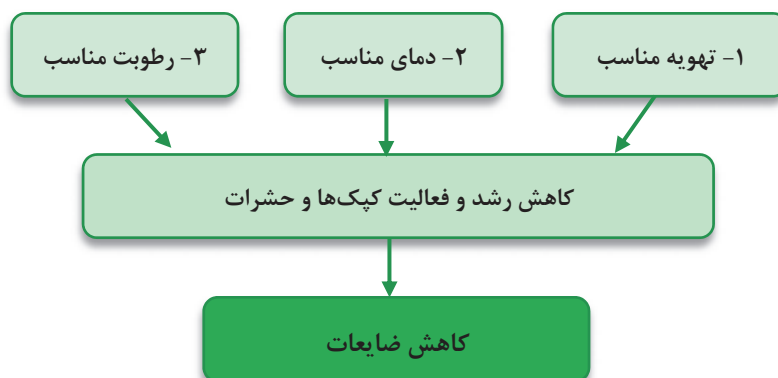 ۱- تهویه مناسب
۲- دمای مناسب
۳- رطوبت مناسب
کاهش رشد و فعالیت کپک‌ها و حشرات
کاهش ضایعات